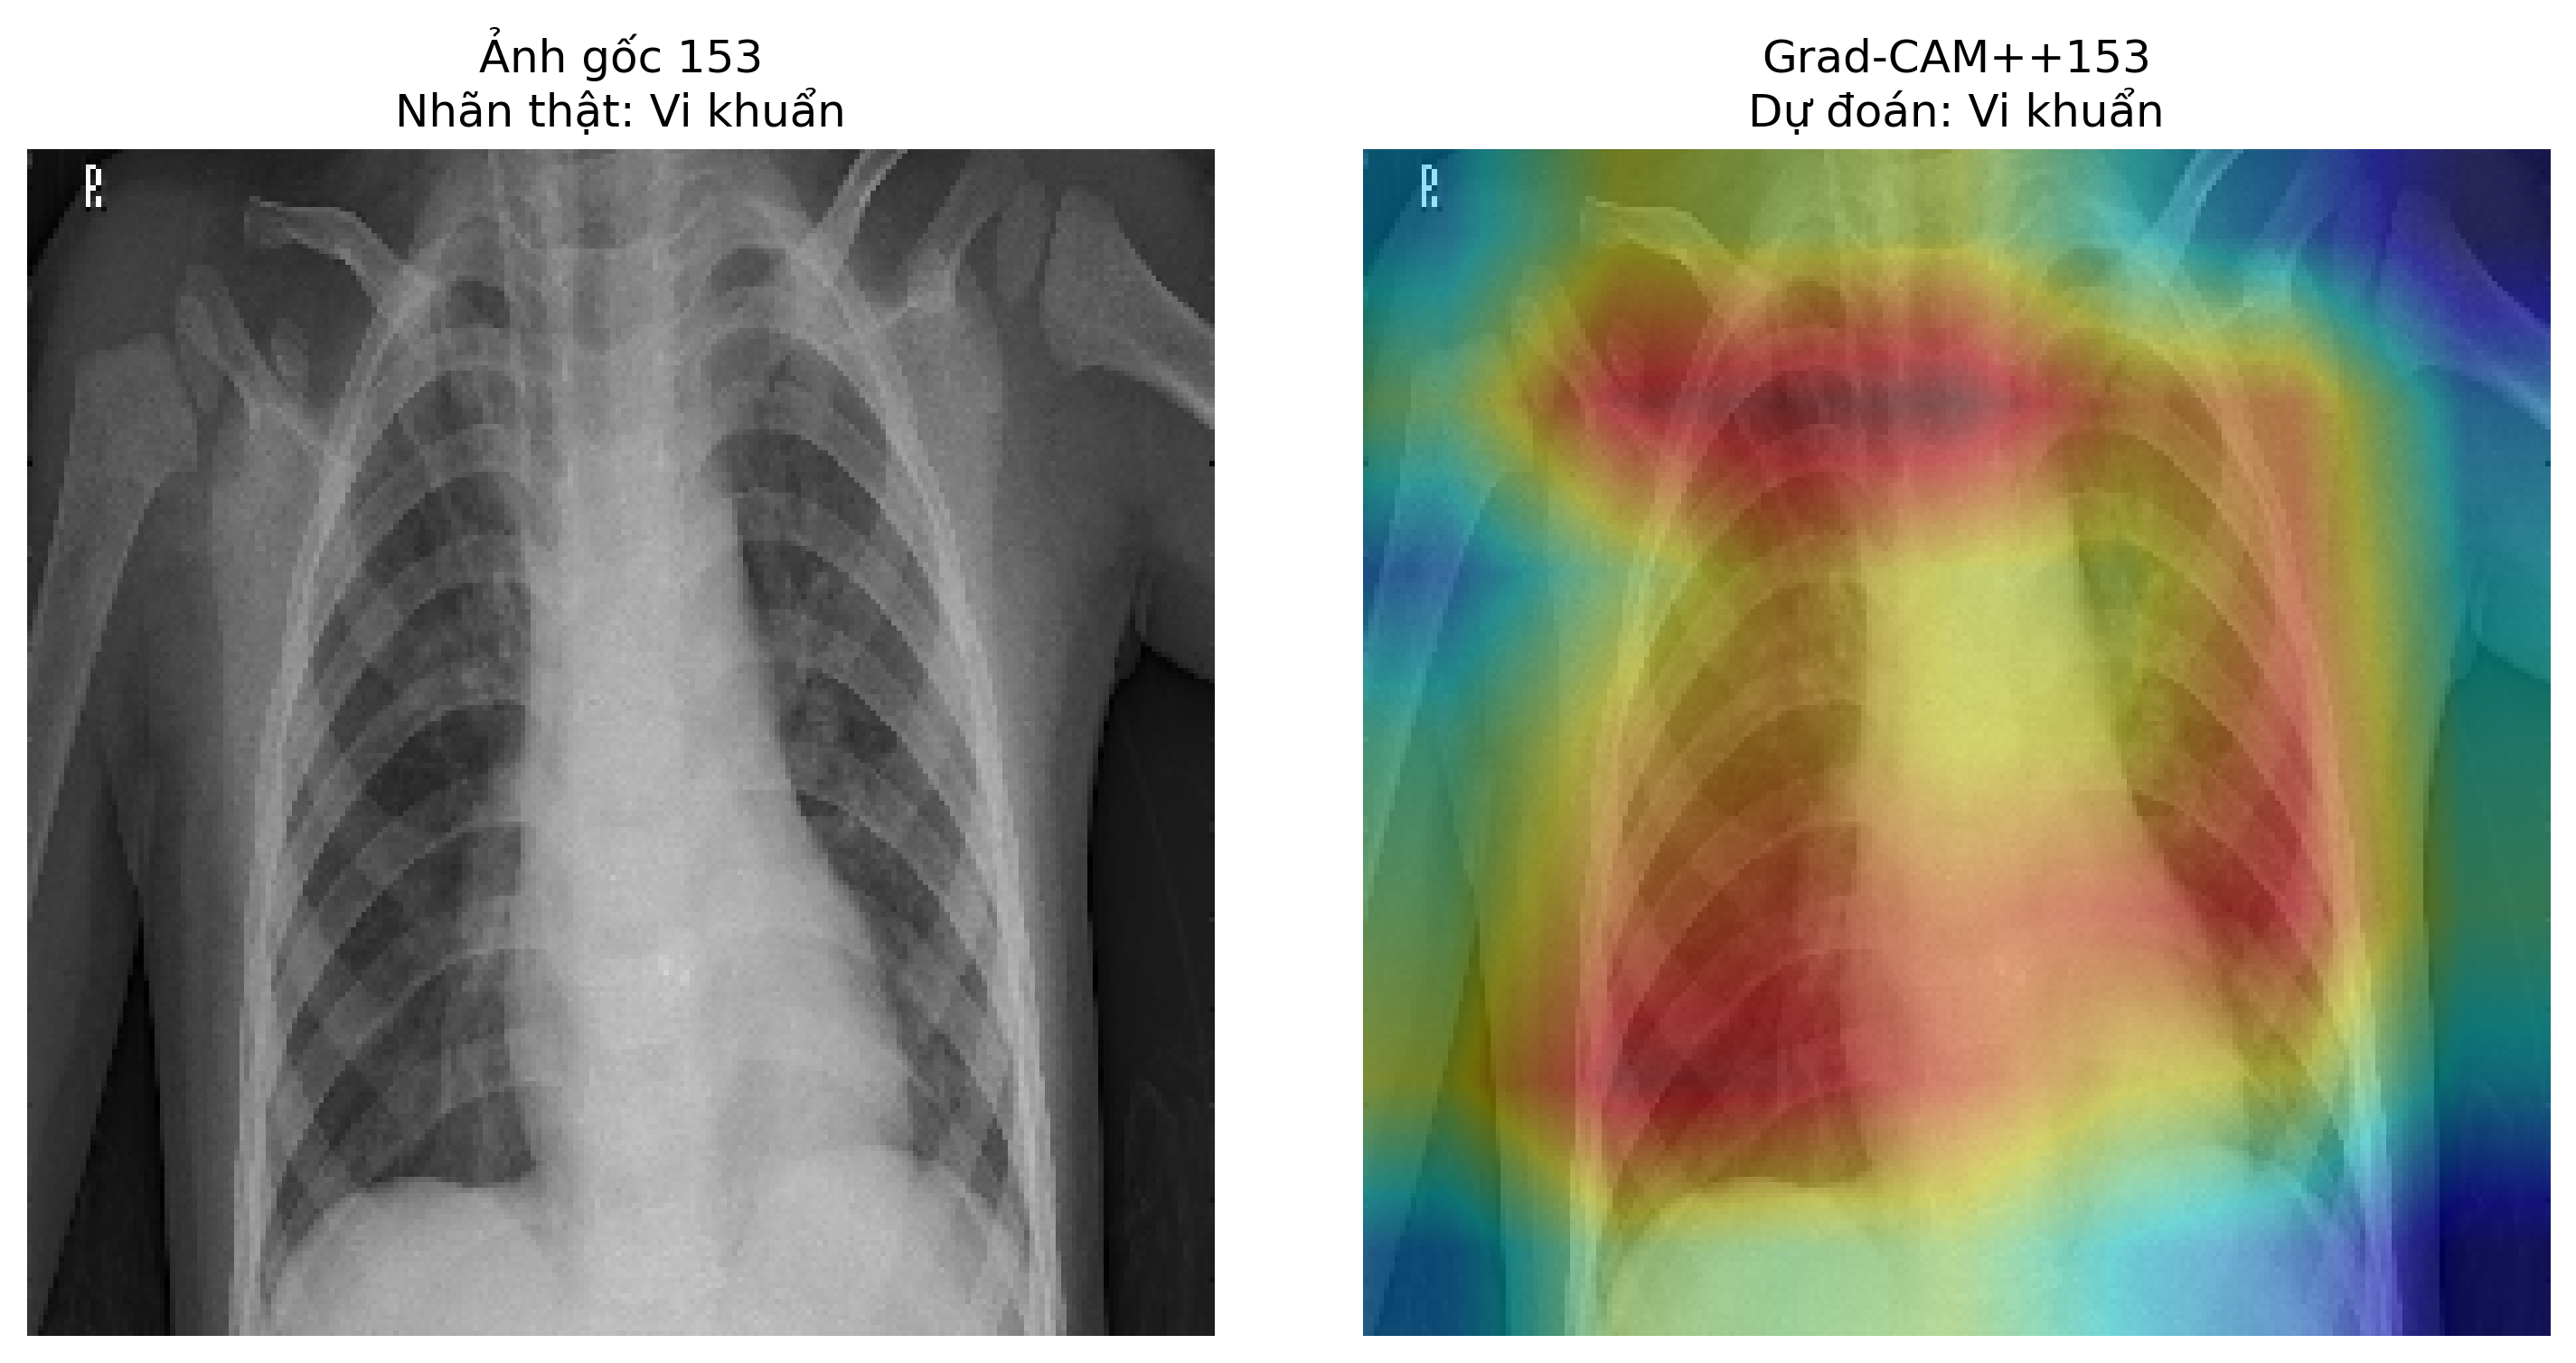 Ảnh gốc 153
Nhãn thật: Vi khuẩn
Grad-CAM++153
Dự đoán: Vi khuẩn
R
R